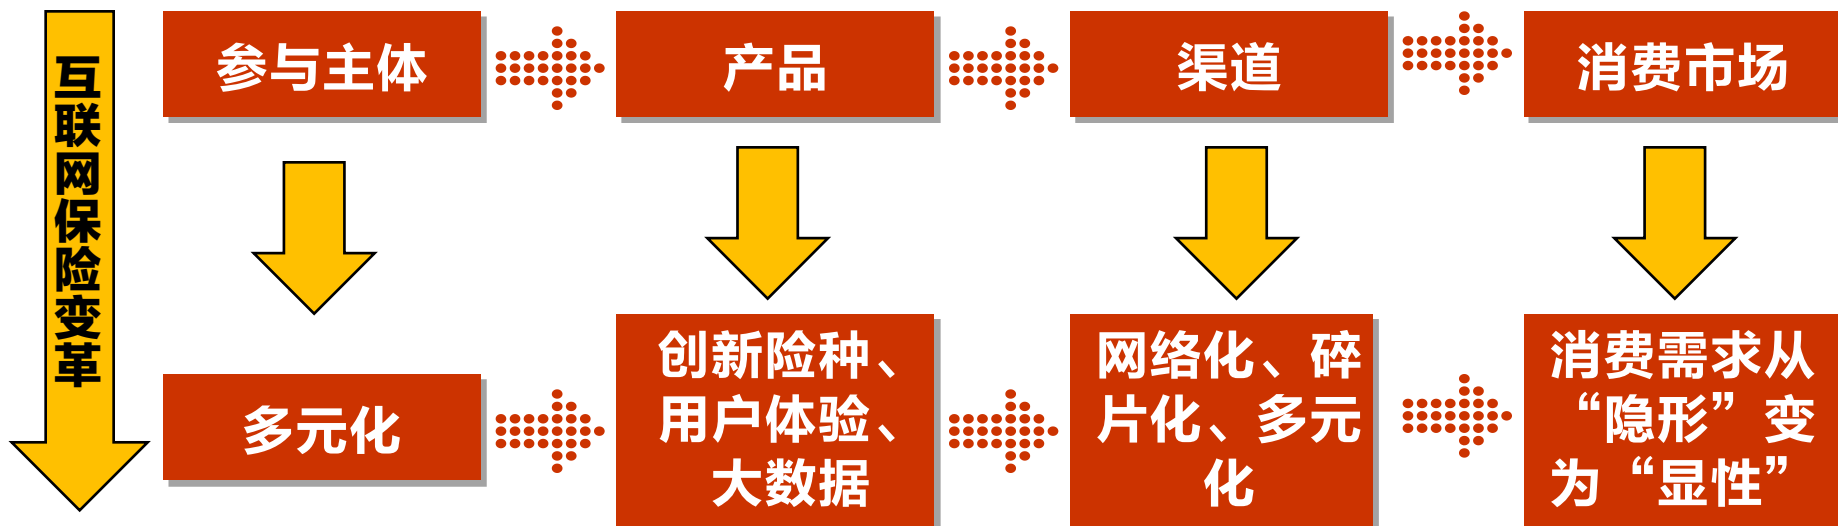 互联网保险变革
参与主体
产品
渠道
消费市场
多元化
创新险种、
用户体验、
大数据
网络化、碎
片化、多元
化
消费需求从
“隐形”变
为“显性”